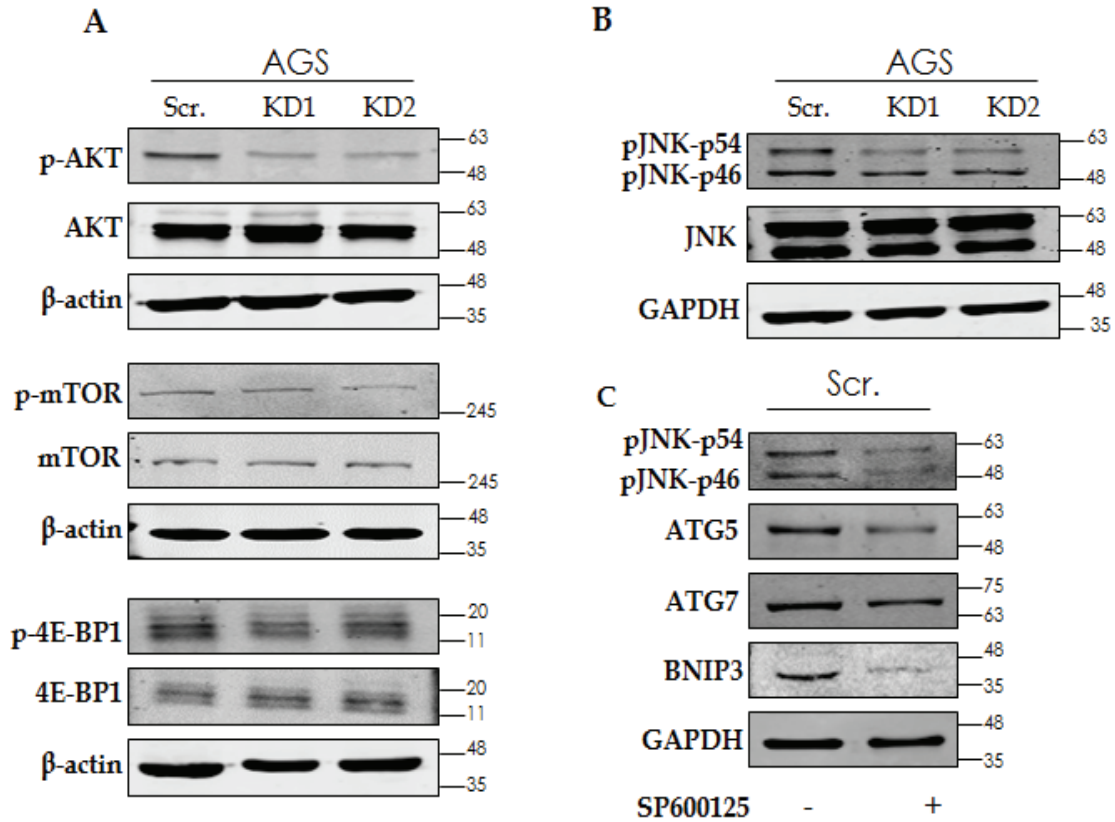 A
AGS
Scr. KD1 KD2
p-AKT 63
48
AKT 63
48
β-actin 48
35
p-mTOR
245
mTOR
245
β-actin 48
35
p-4E-BP1 20
11
4E-BP1 20
11
β-actin 48
35
B
AGS
Scr. KD1 KD2
pJNK-p54 63
pJNK-p46 48
JNK 63
48
GAPDH 48
35
C
Scr.
pJNK-p54 63
pJNK-p46 48
ATG5 63
48
ATG7 75
63
BNIP3 48
35
GAPDH 48
35
SP600125 - +